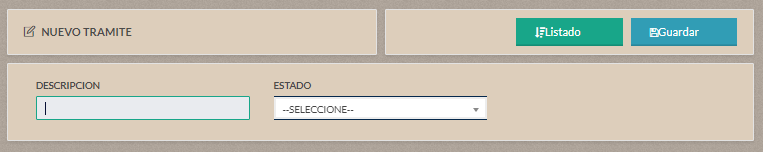 NUEVO TRAMITE
Listado
Guardar
DESCRIPCION
ESTADO
--SELECCIONE--